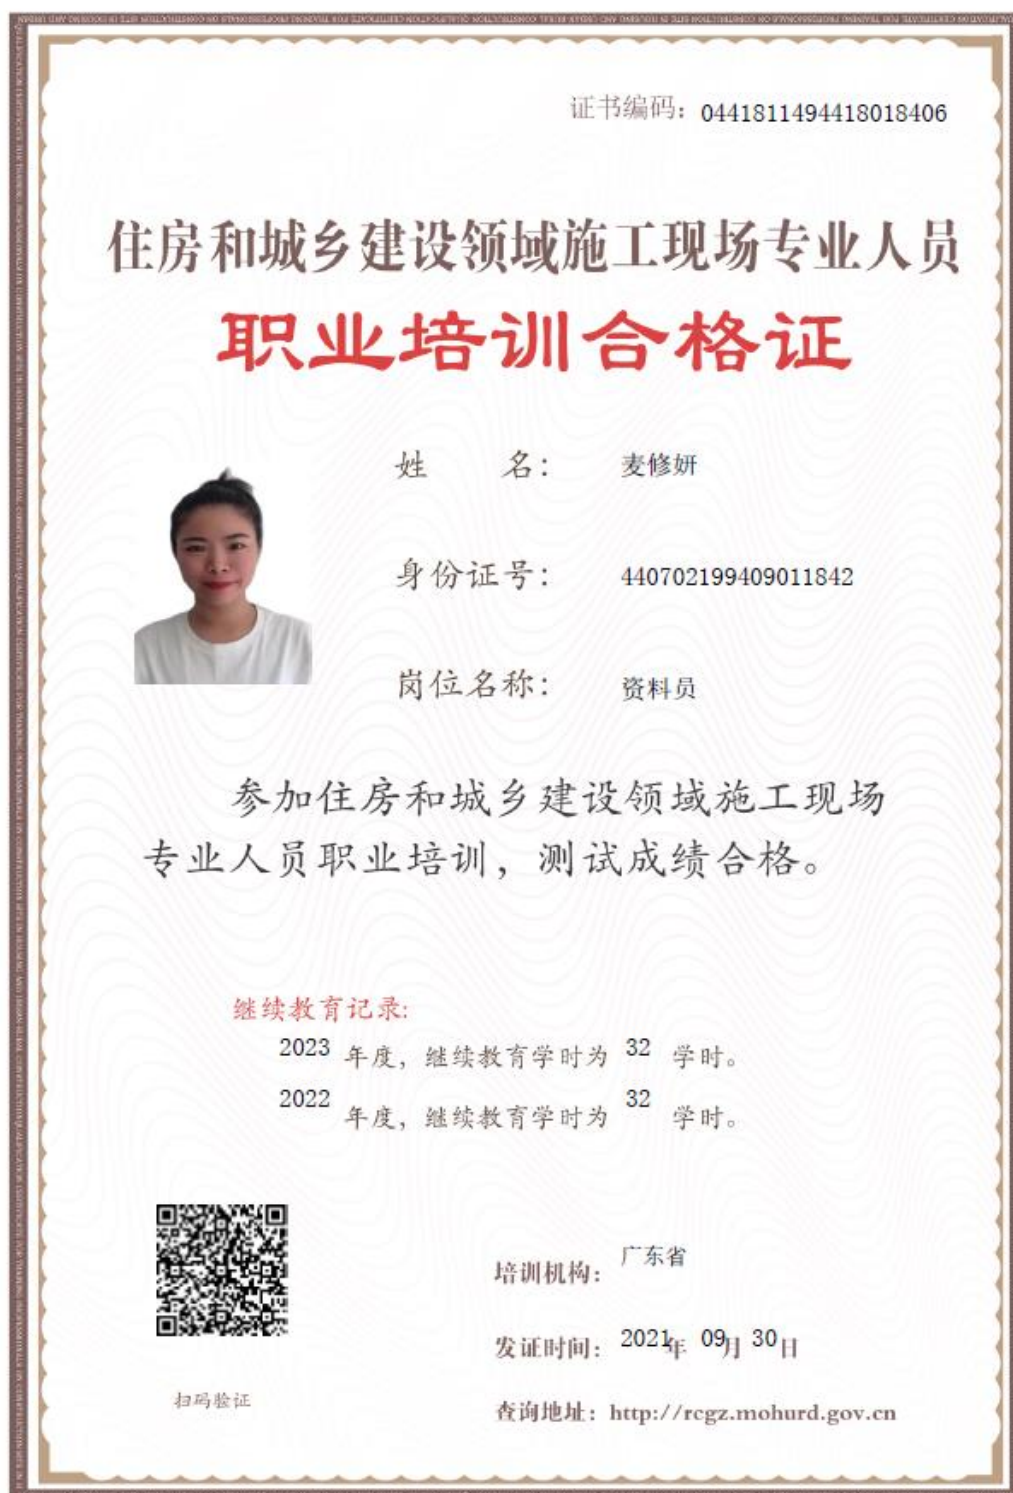 证书编码：0441811494418018406
住房和城乡建设领域施工现场专业人员
职业培训合格证
姓　　名：麦修妍
身份证号：440702199409011842
岗位名称：资料员
参加住房和城乡建设领域施工现场
专业人员职业培训，测试成绩合格。
继续教育记录:
2023 年度，继续教育学时为 32 学时。
2022 年度，继续教育学时为 32 学时。
培训机构：广东省
发证时间：2021年 09月 30日
扫码验证
查询地址：http://rcgz.mohurd.gov.cn